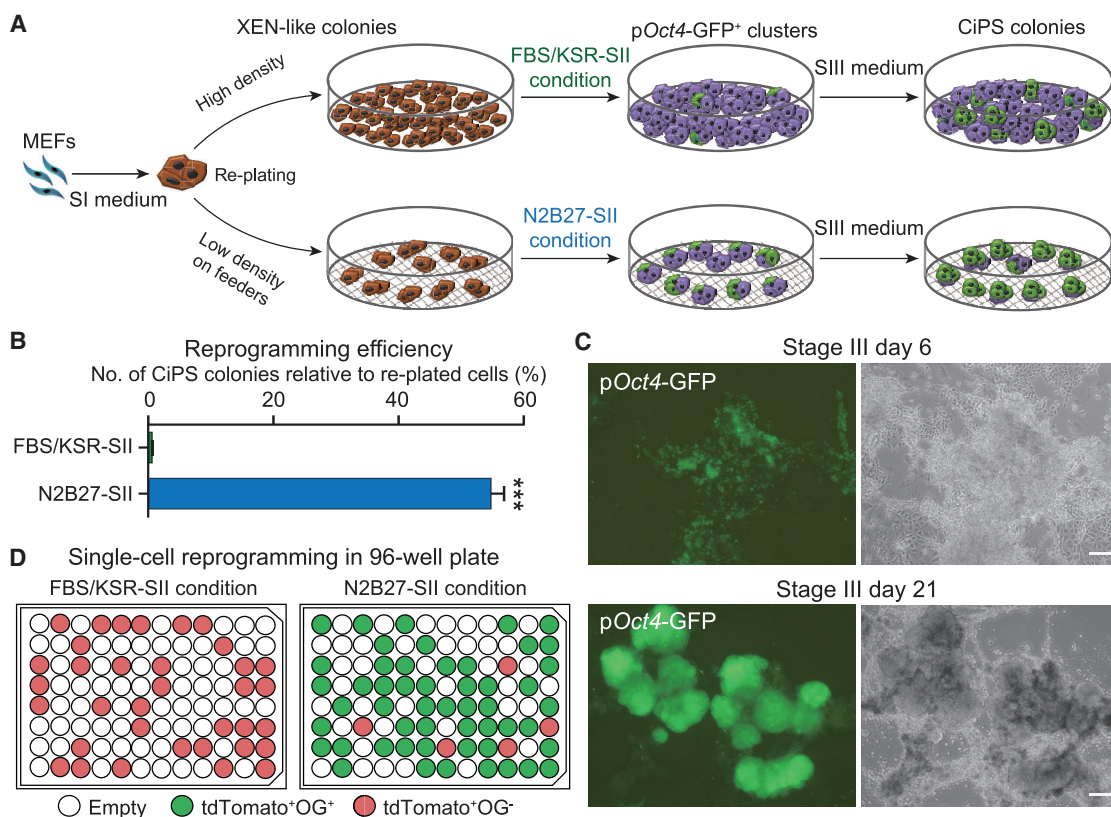 A
XEN-like colonies
pOct4-GFP⁺ clusters
CiPS colonies
High density
FBS/KSR-SII
condition
SIII medium
MEFs
SI medium
Re-plating
Low density
on feeders
N2B27-SII
condition
SIII medium
B
Reprogramming efficiency
No. of CiPS colonies relative to re-plated cells (%)
0 20 40 60
FBS/KSR-SII
N2B27-SII
***
C
Stage III day 6
pOct4-GFP
Stage III day 21
pOct4-GFP
D
Single-cell reprogramming in 96-well plate
FBS/KSR-SII condition
N2B27-SII condition
Empty
tdTomato⁺OG⁺
tdTomato⁺OG⁻